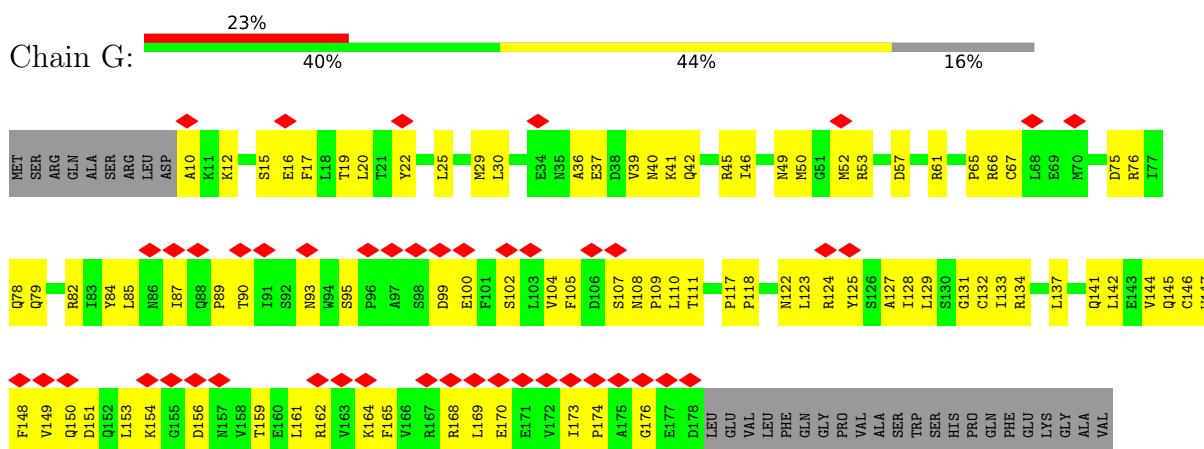 23%
Chain G:
40% 44% 16%
MET SER ARG GLN ALA SER ARG LEU ASP A10 K11 K12 S15 E16 F17 L18 T19 L20 T21 Y22 L25 M29 L30 E34 N35 A36 E37 D38 V39 N40 K41 Q42 R45 I46 N49 M50 G51 M52 R53 D57 R61 P65 R66 C67 L68 E69 M70 D75 R76 I77
Q78 Q79 R82 I83 Y84 L85 N86 I87 Q88 P89 T90 I91 S92 N93 W94 S95 P96 A97 S98 D99 E100 F101 S102 L103 V104 F105 D106 S107 N108 P109 L110 T111 P117 P118 N122 L123 R124 Y125 S126 A127 I128 L129 S130 G131 C132 I133 R134 L137 Q141 L142 E143 V144 Q145 C146
F148 V149 Q150 D151 Q152 L153 K154 G155 D156 N157 V158 T159 E160 L161 R162 V163 K164 F165 V166 R167 R168 L169 E170 E171 V172 I173 P174 A175 G176 E177 D178 LEU GLU VAL LEU PHE GLN GLY PRO VAL ALA SER TRP SER HIS PRO GLN PHE GLU LYS GLY ALA VAL